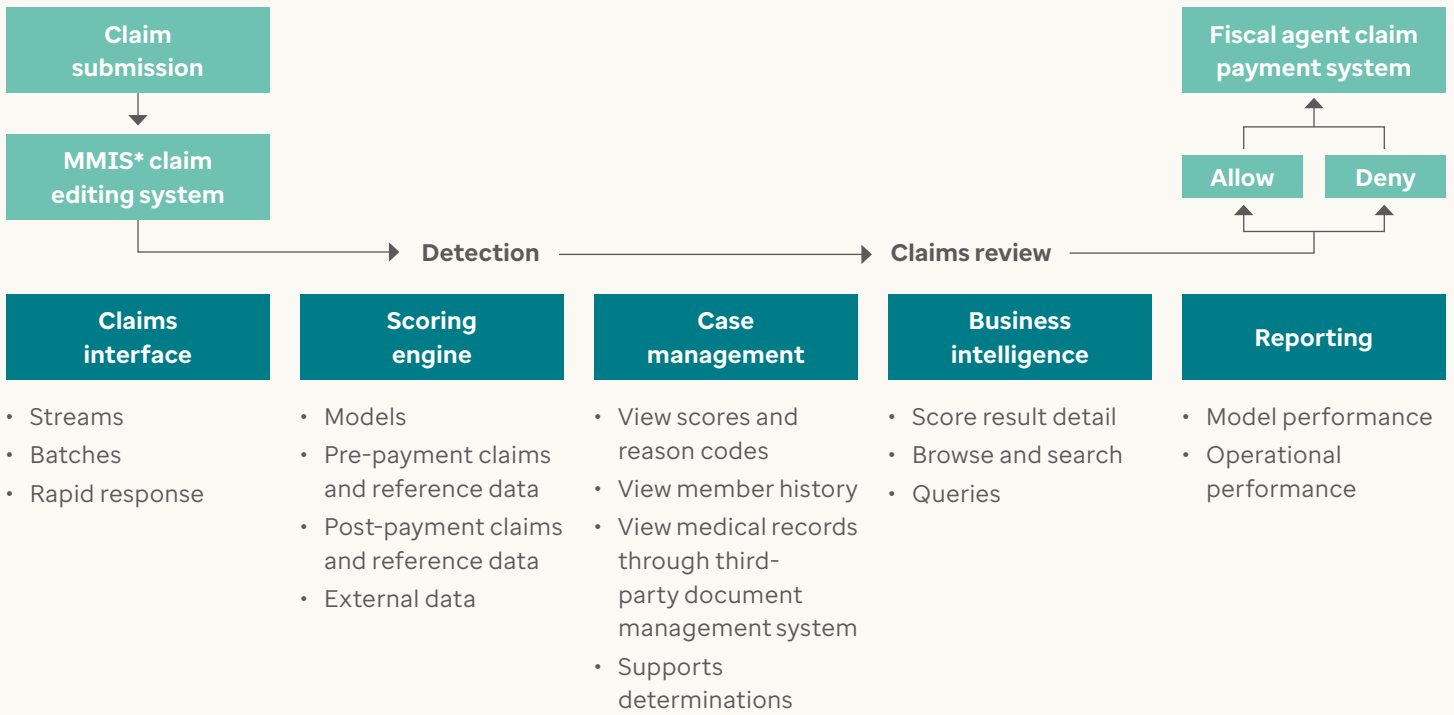 Claim
submission
MMIS* claim
editing system
Fiscal agent claim
payment system
Allow
Deny
Detection
Claims review
Claims
interface
• Streams
• Batches
• Rapid response
Scoring
engine
• Models
• Pre-payment claims
and reference data
• Post-payment claims
and reference data
• External data
Case
management
• View scores and
reason codes
• View member history
• View medical records
through third-
party document
management system
• Supports
determinations
Business
intelligence
• Score result detail
• Browse and search
• Queries
Reporting
• Model performance
• Operational
performance